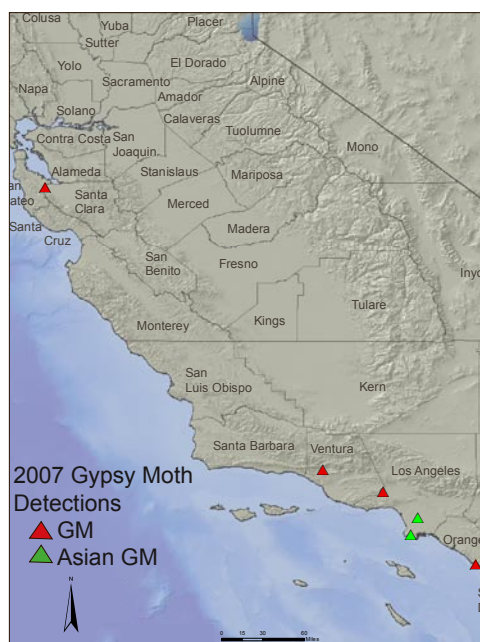 Colusa
Yuba
Placer
Sutter
Yolo
El Dorado
Napa
Sacramento
Alpine
Amador
Solano
Calaveras
Contra Costa
San
Joaquin
Tuolumne
Mono
Alameda
Stanislaus
Mariposa
Santa
Clara
Merced
ateo
Santa
Cruz
Madera
San
Benito
Fresno
Inyo
Tulare
Monterey
Kings
San
Luis Obispo
Kern
Santa Barbara
Ventura
Los Angeles
2007 Gypsy Moth
Detections
GM
Asian GM
Orange
N
0 15 30 60
Miles